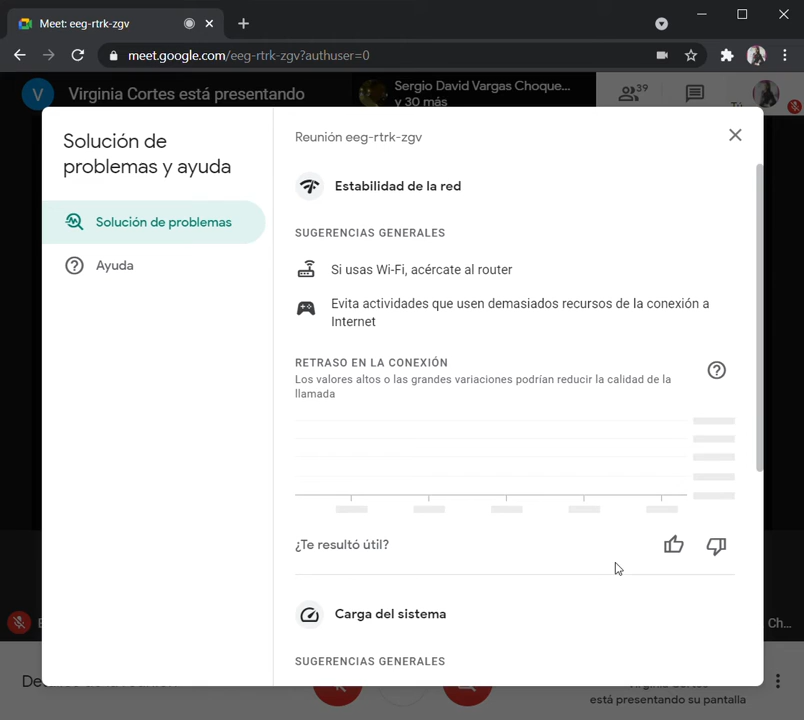 Meet: eeg-rtrk-zgv
meet.google.com/eeg-rtrk-zgv?authuser=0
V Virginia Cortes está presentando
Sergio David Vargas Choque...
y 30 más
39
Tú
Solución de
problemas y ayuda
Solución de problemas
Ayuda
Reunión eeg-rtrk-zgv
Estabilidad de la red
SUGERENCIAS GENERALES
Si usas Wi-Fi, acércate al router
Evita actividades que usen demasiados recursos de la conexión a
Internet
RETRASO EN LA CONEXIÓN
Los valores altos o las grandes variaciones podrían reducir la calidad de la
llamada
¿Te resultó útil?
Carga del sistema
SUGERENCIAS GENERALES
Ch...
está presentando su pantalla